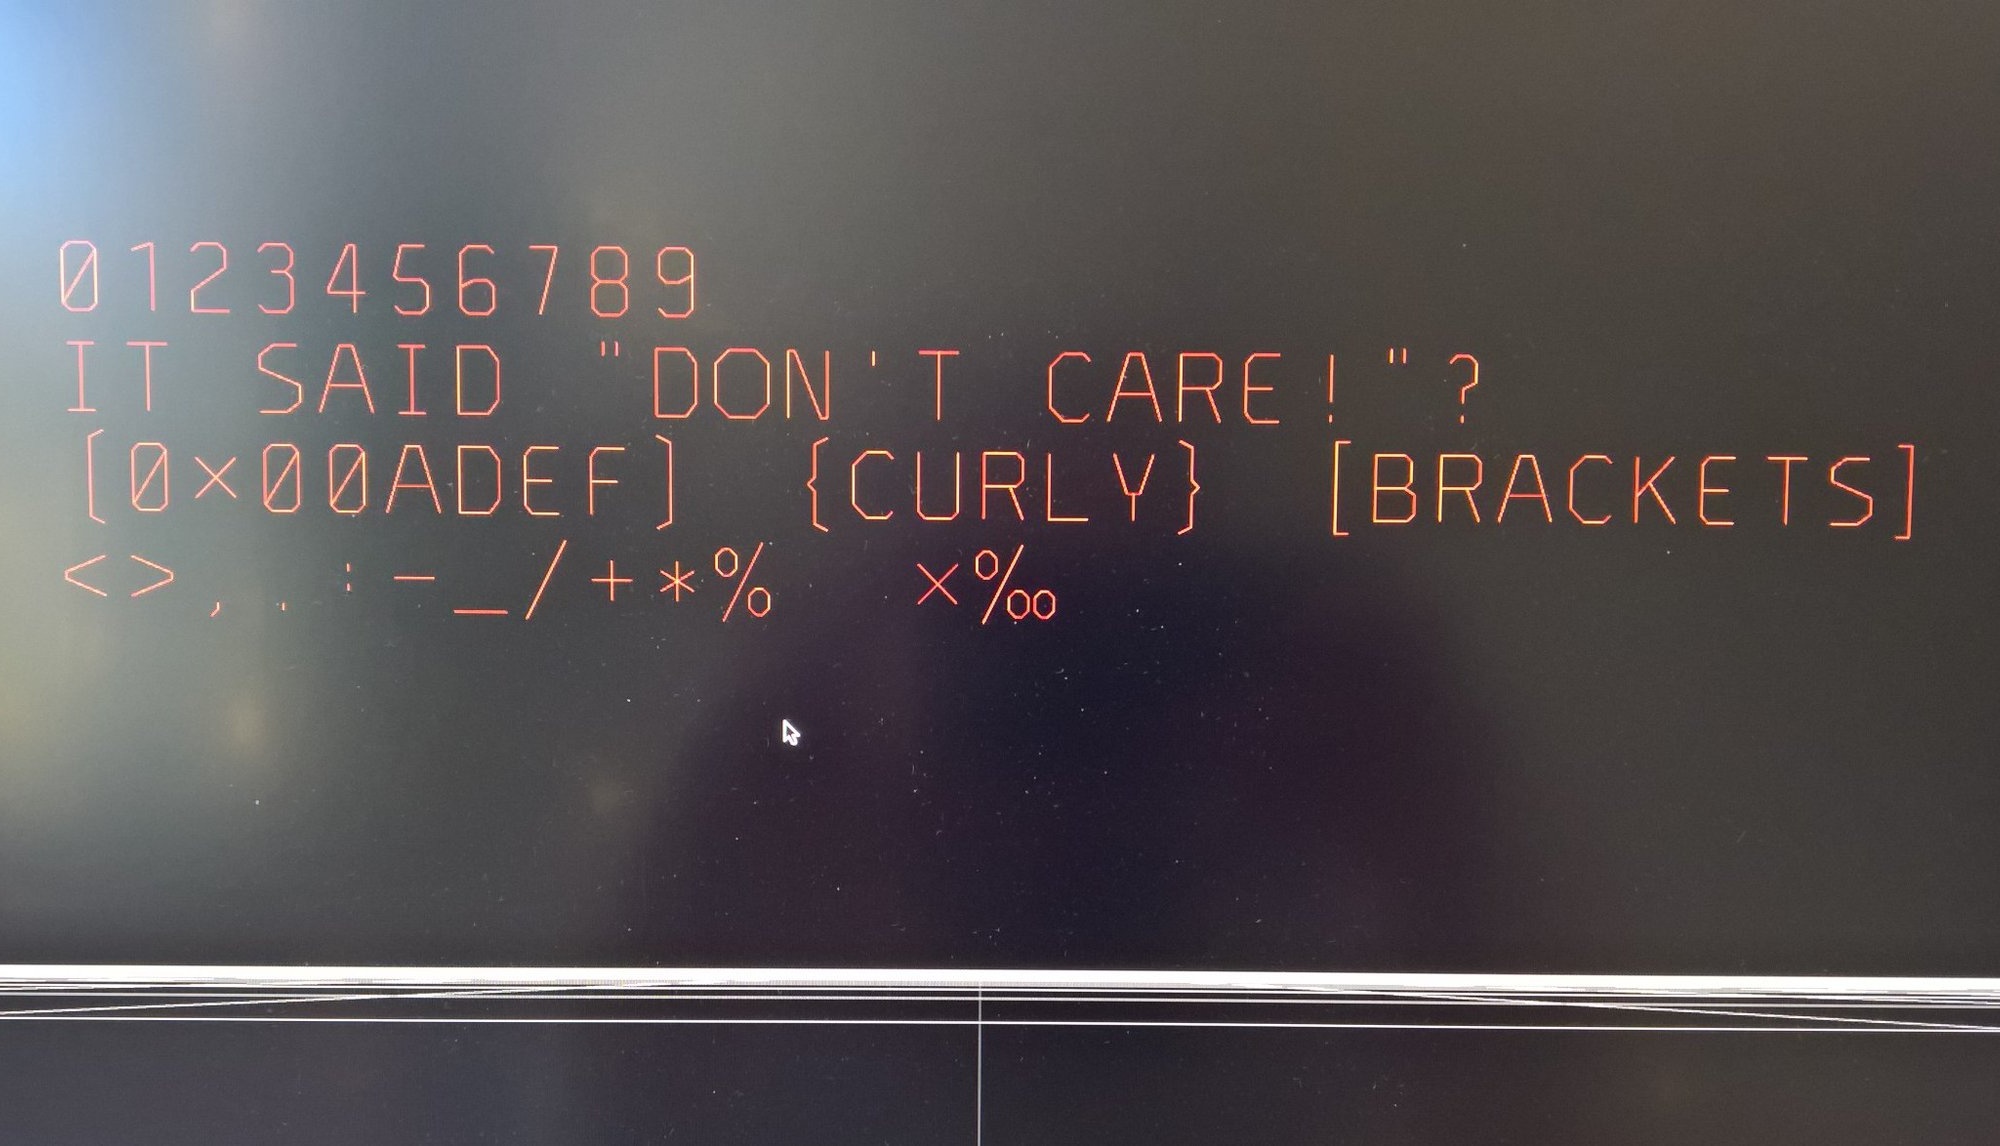 0123456789
IT SAID "DON'T CARE!"?
(0×00ADEF) {CURLY} [BRACKETS]
<>,.:-_/+*% ×‰